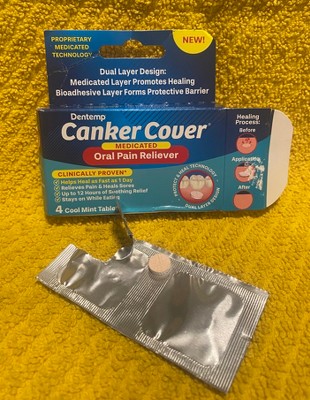 PROPRIETARY
MEDICATED
TECHNOLOGY
NEW!
Dual Layer Design:
Medicated Layer Promotes Healing
Bioadhesive Layer Forms Protective Barrier
Dentemp
Canker Cover®
MEDICATED
Oral Pain Reliever
CLINICALLY PROVEN*
Helps Heal as Fast as 1 Day
Relieves Pain & Heals Sores
Up to 12 Hours of Soothing Relief
Stays on While Eating
4 Cool Mint
PROTECT & HEAL TECHNOLOGY
DUAL-LAYER DESIGN
Healing
Process:
Before
After